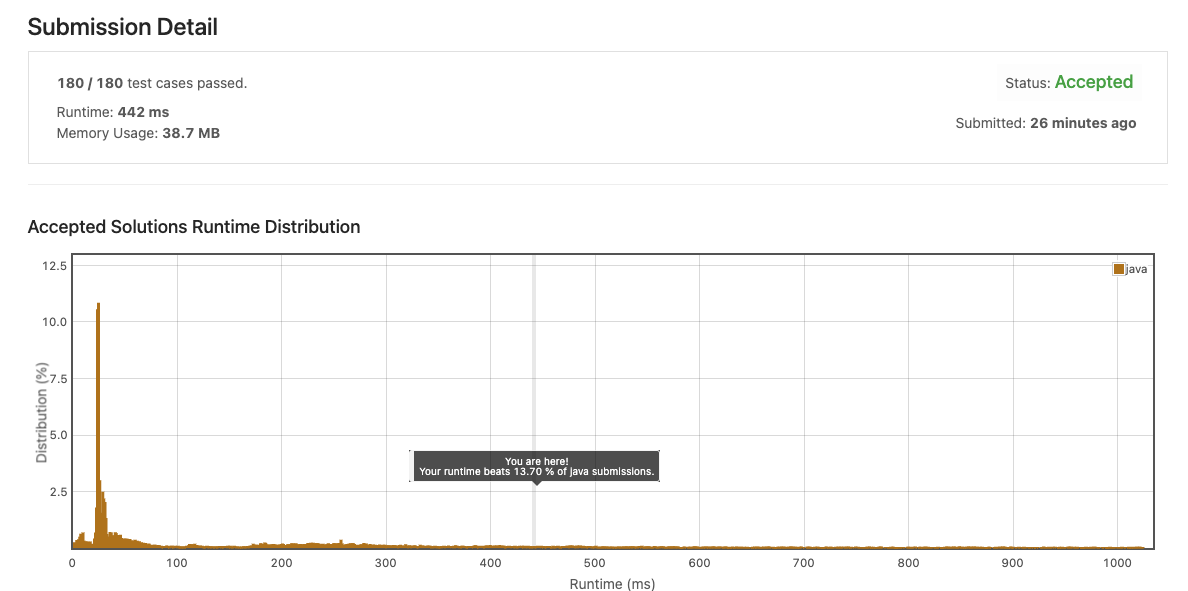 Submission Detail
180 / 180 test cases passed.
Status: Accepted
Runtime: 442 ms
Memory Usage: 38.7 MB
Submitted: 26 minutes ago
Accepted Solutions Runtime Distribution
12.5
10.0
7.5
5.0
2.5
Distribution (%)
java
You are here!
Your runtime beats 13.70 % of java submissions.
0 100 200 300 400 500 600 700 800 900 1000
Runtime (ms)